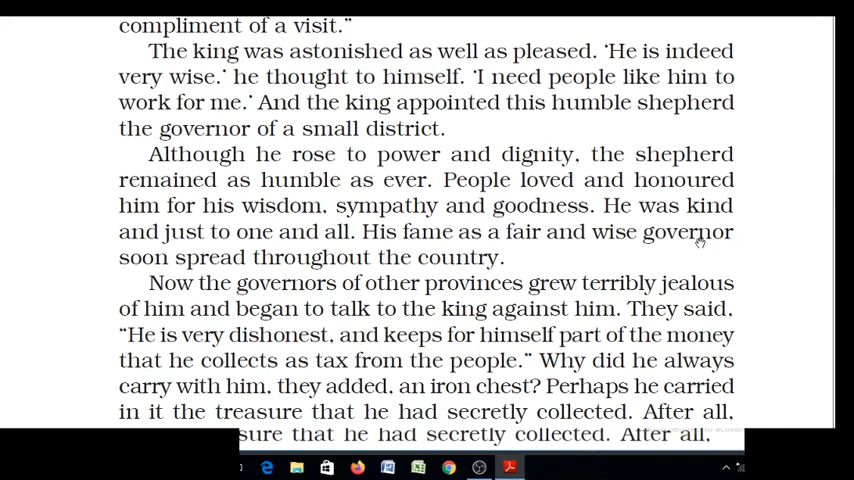 compliment of a visit.”
The king was astonished as well as pleased. ‘He is indeed
very wise.’ he thought to himself. ‘I need people like him to
work for me.’ And the king appointed this humble shepherd
the governor of a small district.
Although he rose to power and dignity, the shepherd
remained as humble as ever. People loved and honoured
him for his wisdom, sympathy and goodness. He was kind
and just to one and all. His fame as a fair and wise governor
soon spread throughout the country.
Now the governors of other provinces grew terribly jealous
of him and began to talk to the king against him. They said,
“He is very dishonest, and keeps for himself part of the money
that he collects as tax from the people.” Why did he always
carry with him, they added, an iron chest? Perhaps he carried
in it the treasure that he had secretly collected. After all,
sure that he had secretly collected. After all,